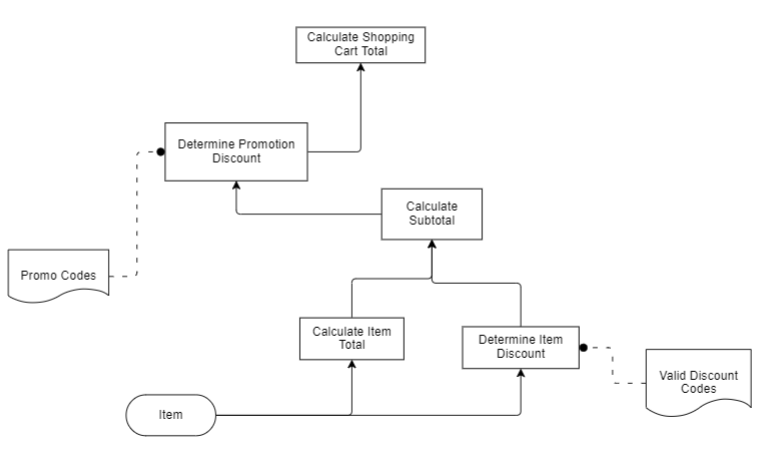 Calculate Shopping
Cart Total
Determine Promotion
Discount
Calculate
Subtotal
Promo Codes
Calculate Item
Total
Determine Item
Discount
Valid Discount
Codes
Item